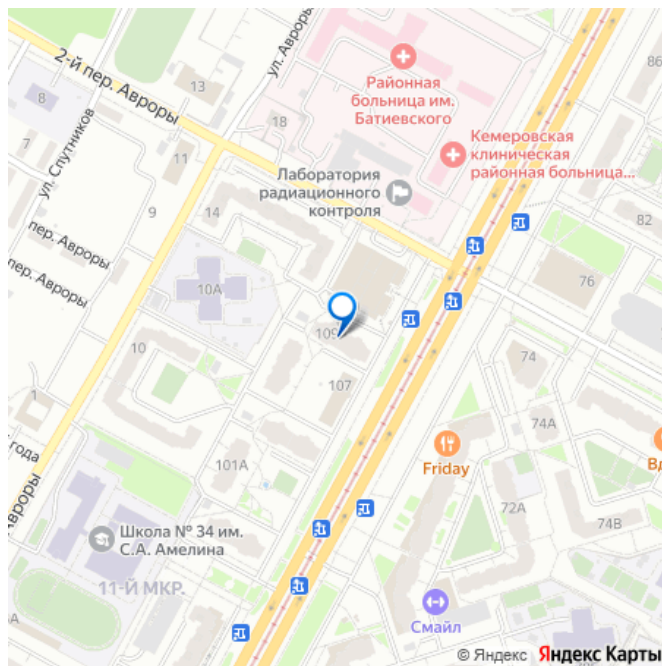 2-й пер. Авроры
ул. Авроры
13
86
8
Районная
больница им.
Батиевского
7
ул. Спутников
18
Кемеровская
клиническая
районная больница...
11
Лаборатория
радиационного
контроля
9
14
82
пер. Авроры
пер. Авроры
10А
76
109
10
107
74
1
74А
Friday
года
101А
72А
74В
Авроры
Школа № 34 им.
С.А. Амелина
11-Й МКР.
Смайл
© Яндекс Яндекс Карты